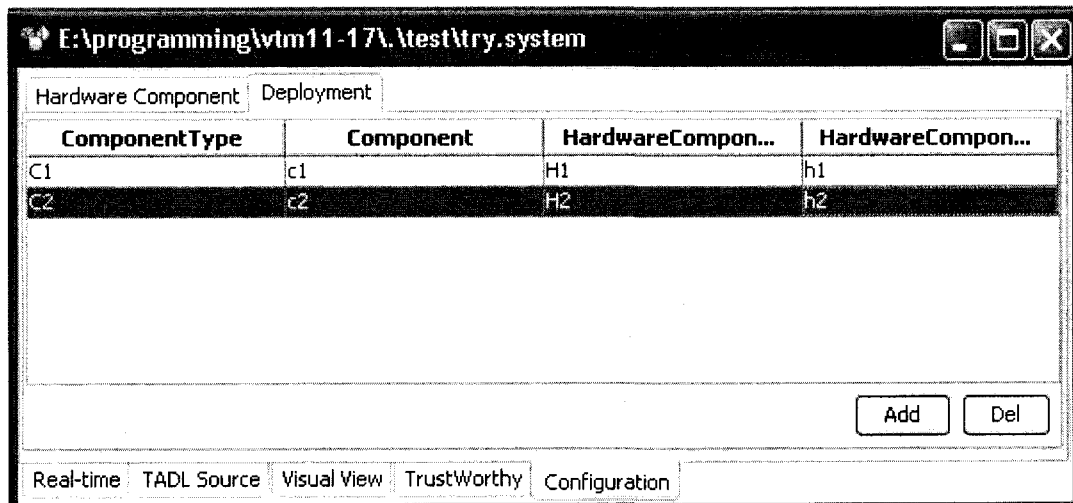 E:\programming\vtm11-17\.\test\try.system
Hardware Component Deployment
ComponentType Component HardwareCompon... HardwareCompon...
C1 c1 H1 h1
C2 c2 H2 h2
Add Del
Real-time TADL Source Visual View TrustWorthy Configuration